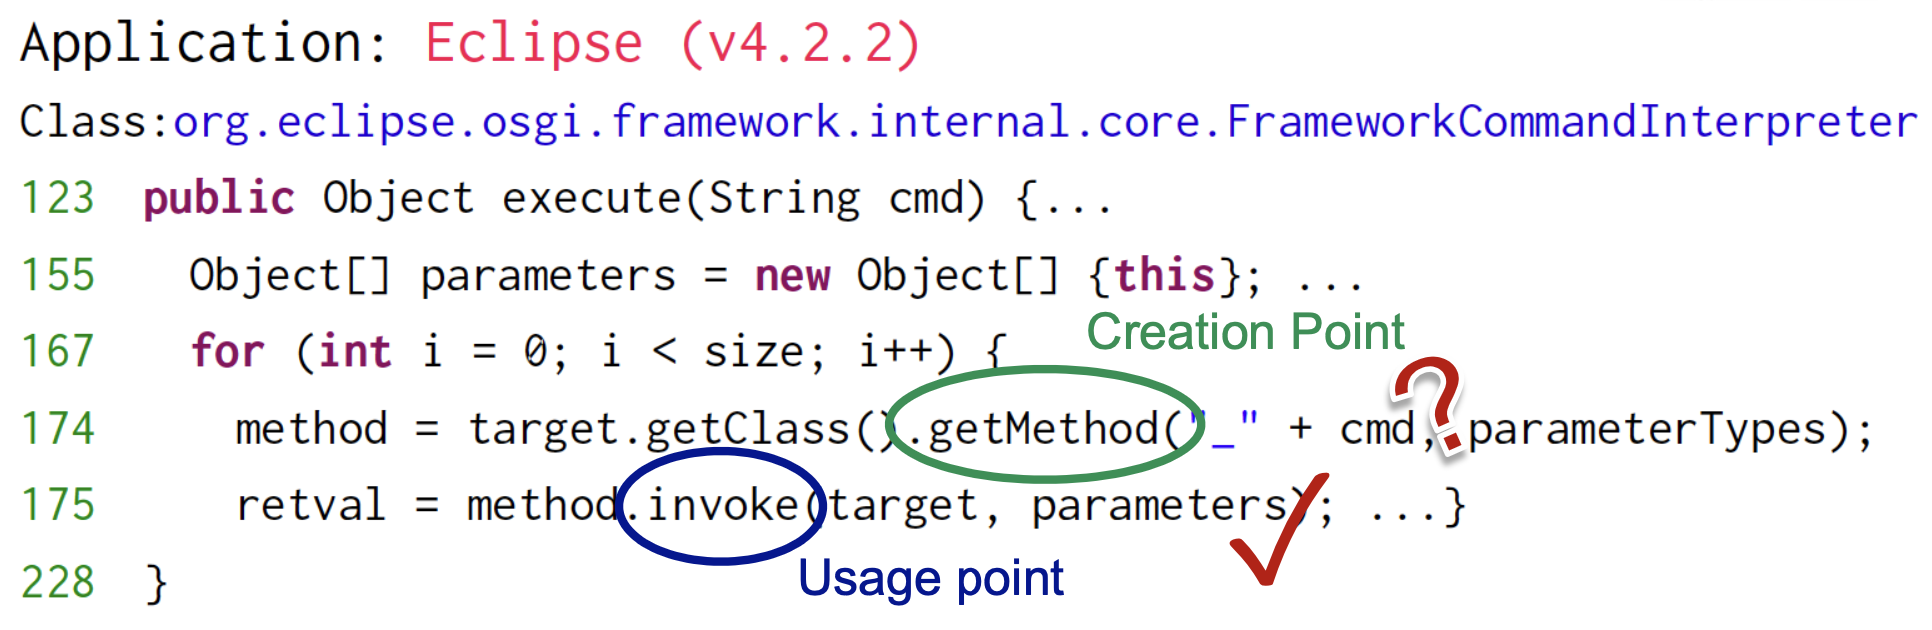 Application: Eclipse (v4.2.2)
Class:org.eclipse.osgi.framework.internal.core.FrameworkCommandInterpreter
123 public Object execute(String cmd) {...
155 Object[] parameters = new Object[] {this}; ...
Creation Point
167 for (int i = 0; i < size; i++) {
?
174 method = target.getClass().getMethod("_" + cmd, parameterTypes);
175 retval = method.invoke(target, parameters); ...}
Usage point
228 }